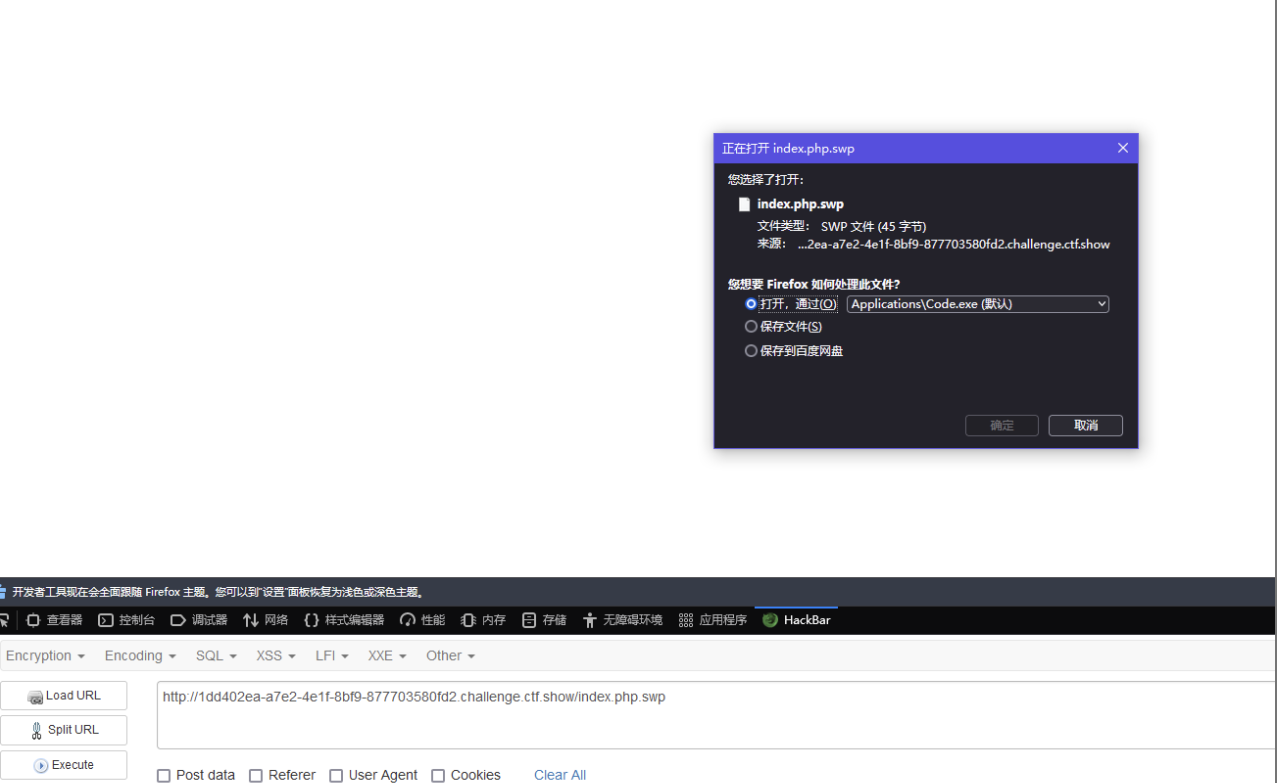 正在打开 index.php.swp
您选择了打开:
index.php.swp
文件类型: SWP 文件 (45 字节)
来源: ...2ea-a7e2-4e1f-8bf9-877703580fd2.challenge.ctf.show
您想要 Firefox 如何处理此文件?
打开，通过(O) Applications\Code.exe (默认)
保存文件(S)
保存到百度网盘
确定 取消
开发者工具现在会全面跟随 Firefox 主题。您可以到“设置”面板恢复为浅色或深色主题。
查看器 控制台 调试器 网络 样式编辑器 性能 内存 存储 无障碍环境 应用程序 HackBar
Encryption Encoding SQL XSS LFI XXE Other
Load URL http://1dd402ea-a7e2-4e1f-8bf9-877703580fd2.challenge.ctf.show/index.php.swp
Split URL
Execute
Post data Referer User Agent Cookies Clear All